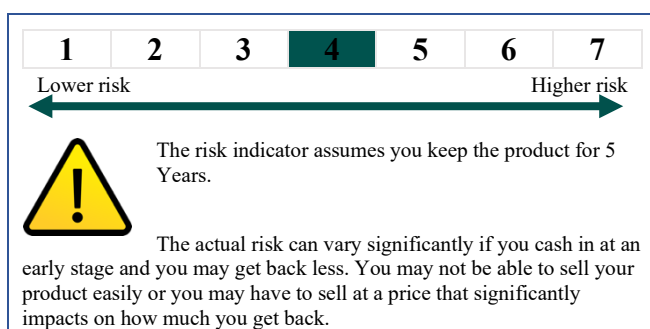 1 2 3 4 5 6 7
Lower risk Higher risk
The risk indicator assumes you keep the product for 5
Years.
The actual risk can vary significantly if you cash in at an
early stage and you may get back less. You may not be able to sell your
product easily or you may have to sell at a price that significantly
impacts on how much you get back.